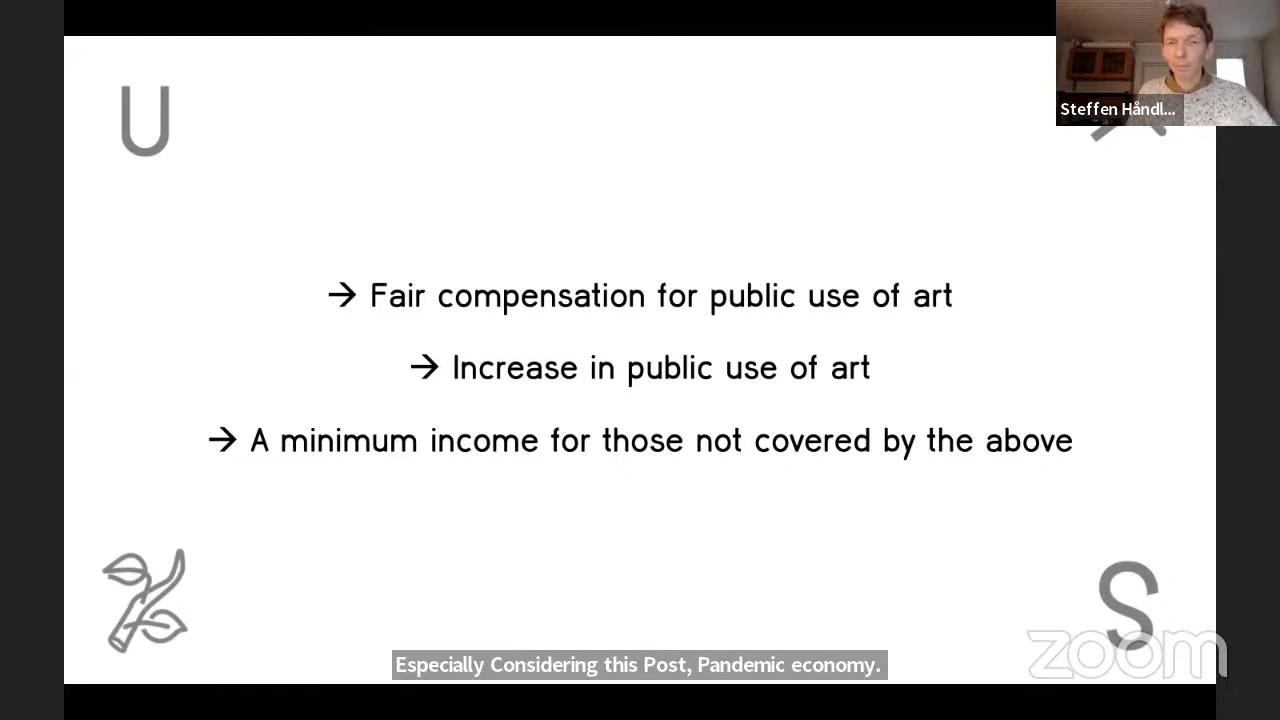 U
Steffen Håndl...
→ Fair compensation for public use of art
→ Increase in public use of art
→ A minimum income for those not covered by the above
S
zoom
Especially Considering this Post, Pandemic economy.